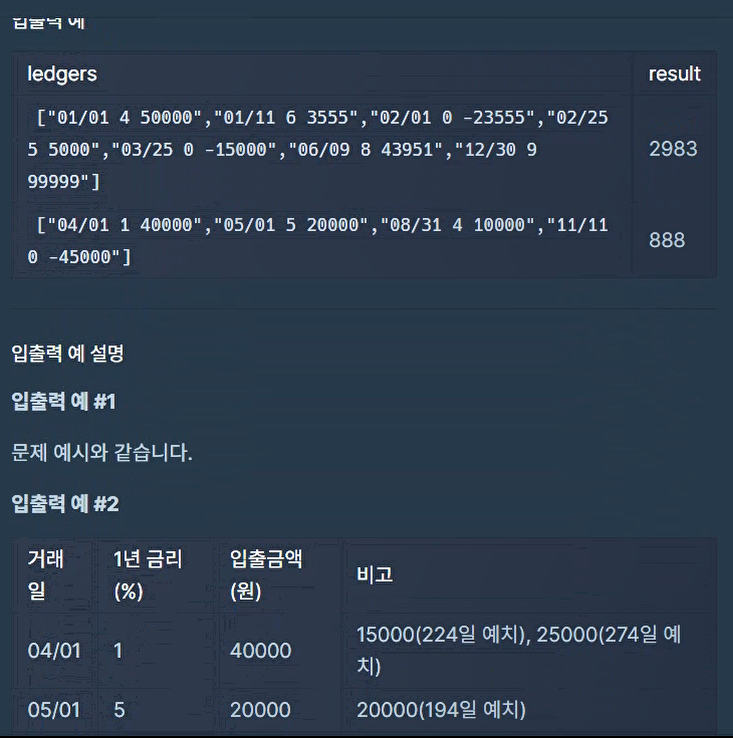 입출력 예
ledgers result
["01/01 4 50000","01/11 6 3555","02/01 0 -23555","02/25
5 5000","03/25 0 -15000","06/09 8 43951","12/30 9
99999"]
2983
["04/01 1 40000","05/01 5 20000","08/31 4 10000","11/11
0 -45000"]
888
입출력 예 설명
입출력 예 #1
문제 예시와 같습니다.
입출력 예 #2
거래
일
1년 금리
(%)
입출금액
(원)
비고
04/01 1 40000
15000(224일 예치), 25000(274일 예
치)
05/01 5 20000 20000(194일 예치)